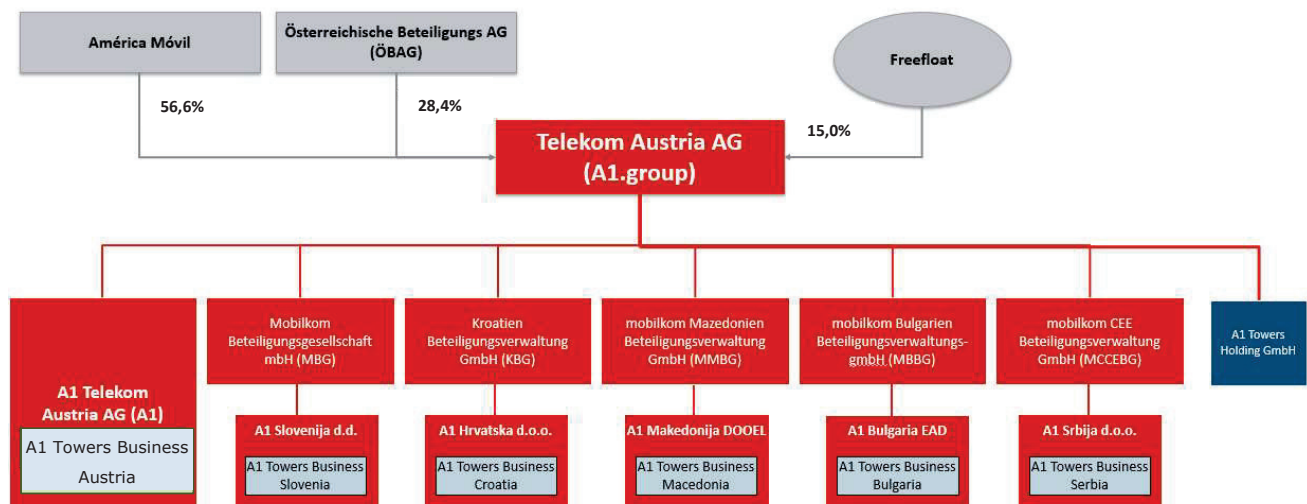 América Móvil
Österreichische Beteiligungs AG
(ÖBAG)
Freefloat
56,6%
28,4%
15,0%
Telekom Austria AG
(A1.group)
A1 Telekom
Austria AG (A1)
A1 Towers Business
Austria
Mobilkom
Beteiligungsgesellschaft
mbH (MBG)
Kroatien
Beteiligungsverwaltung
GmbH (KBG)
mobilkom Mazedonien
Beteiligungsverwaltung
GmbH (MMBG)
mobilkom Bulgarien
Beteiligungsverwaltungs-
gmbH (MBBG)
mobilkom CEE
Beteiligungsverwaltung
GmbH (MCCEBG)
A1 Towers
Holding GmbH
A1 Slovenija d.d.
A1 Towers Business
Slovenia
A1 Hrvatska d.o.o.
A1 Towers Business
Croatia
A1 Makedonija DOOEL
A1 Towers Business
Macedonia
A1 Bulgaria EAD
A1 Towers Business
Bulgaria
A1 Srbija d.o.o.
A1 Towers Business
Serbia